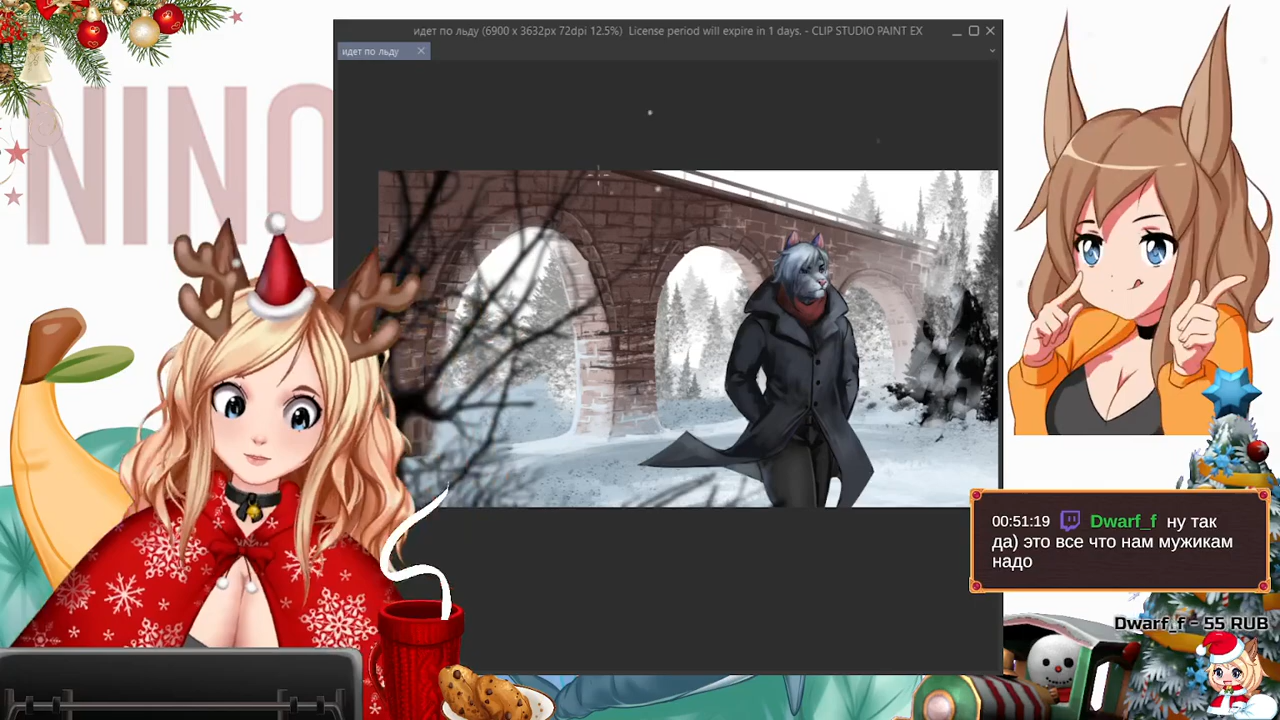 NINO
идет по льду (6900 x 3632px 72dpi 12.5%) License period will expire in 1 days. - CLIP STUDIO PAINT EX
идет по льду
00:51:19 Dwarf_f ну так
да) это все что нам мужикам
надо
Dwarf_f - 55 RUB